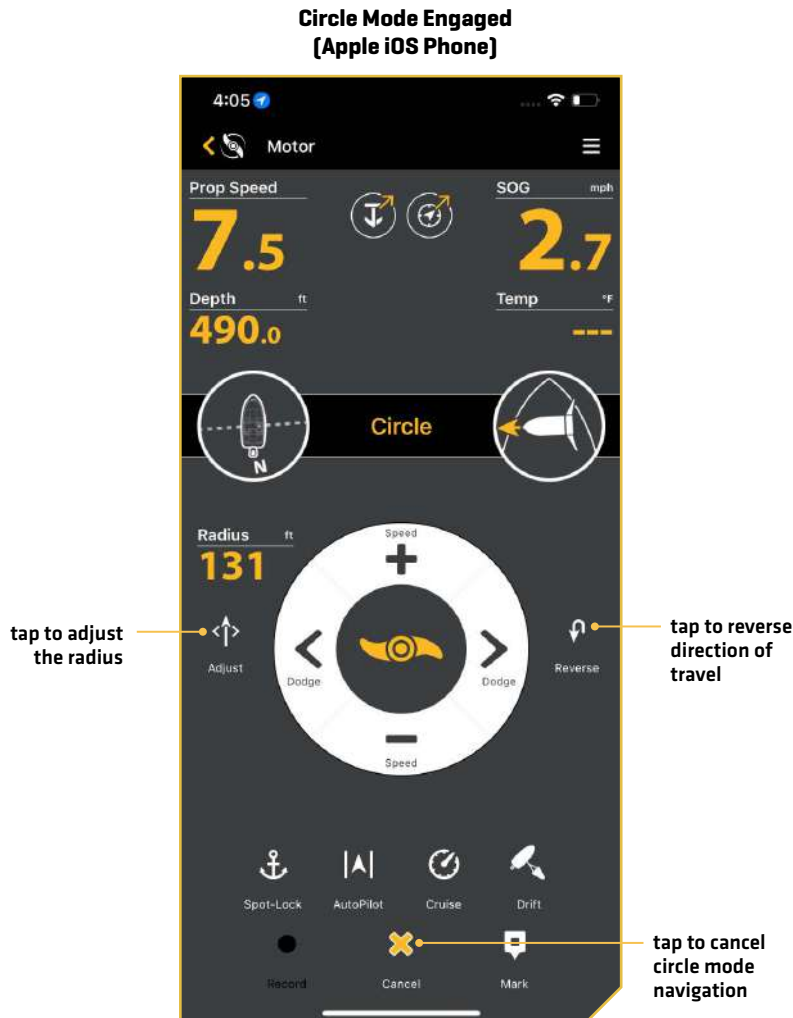 Circle Mode Engaged
(Apple iOS Phone)
4:05
Motor
Prop Speed
SOG mph
7.5
2.7
Depth ft
Temp °F
490.0
---
N
Circle
Radius ft
131
Speed
+
tap to adjust
the radius
Adjust
Dodge
Dodge
Reverse
tap to reverse
direction of
travel
Speed
Spot-Lock
AutoPilot
Cruise
Drift
Record
Cancel
Mark
tap to cancel
circle mode
navigation